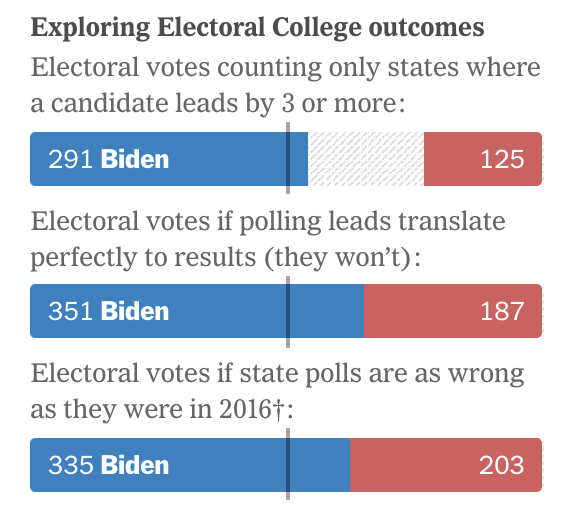 Exploring Electoral College outcomes
Electoral votes counting only states where
a candidate leads by 3 or more:
291 Biden 125
Electoral votes if polling leads translate
perfectly to results (they won’t):
351 Biden 187
Electoral votes if state polls are as wrong
as they were in 2016†:
335 Biden 203